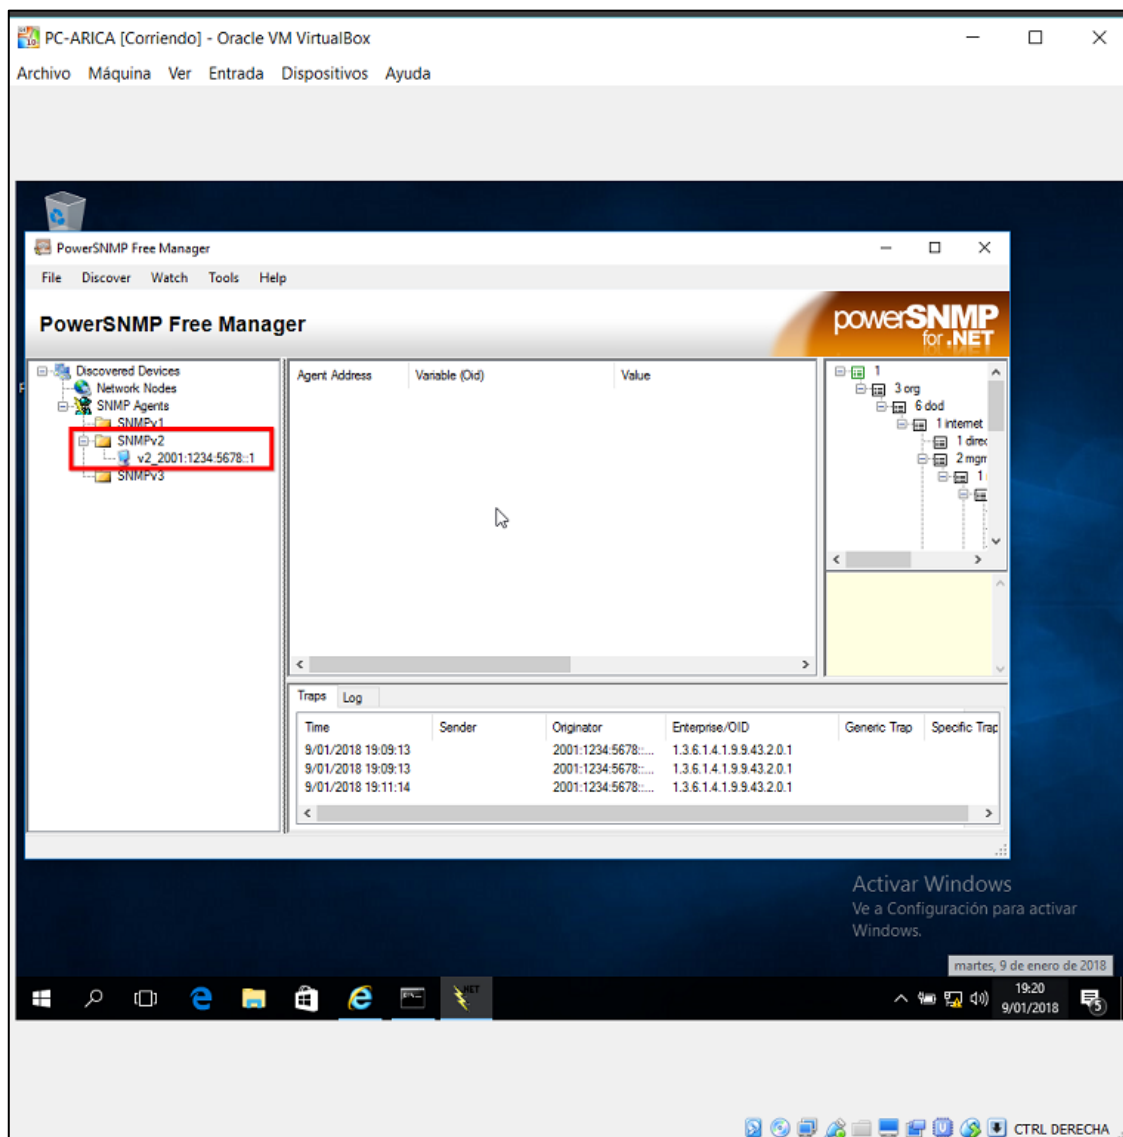 PC-ARICA [Corriendo] - Oracle VM VirtualBox
Archivo Máquina Ver Entrada Dispositivos Ayuda
PowerSNMP Free Manager
File Discover Watch Tools Help
PowerSNMP Free Manager
powerSNMP
for .NET
Discovered Devices
Network Nodes
SNMP Agents
SNMPv1
SNMPv2
v2_2001:1234:5678::1
SNMPv3
Agent Address Variable (Oid) Value
1
3 org
6 dod
1 internet
1 direc
2 mgm
1
Traps Log
Time Sender Originator Enterprise/OID Generic Trap Specific Trap
9/01/2018 19:09:13 2001:1234:5678::... 1.3.6.1.4.1.9.9.43.2.0.1
9/01/2018 19:09:13 2001:1234:5678::... 1.3.6.1.4.1.9.9.43.2.0.1
9/01/2018 19:11:14 2001:1234:5678::... 1.3.6.1.4.1.9.9.43.2.0.1
Activar Windows
Ve a Configuración para activar
Windows.
martes, 9 de enero de 2018
.NET
19:20
9/01/2018
5
CTRL DERECHA